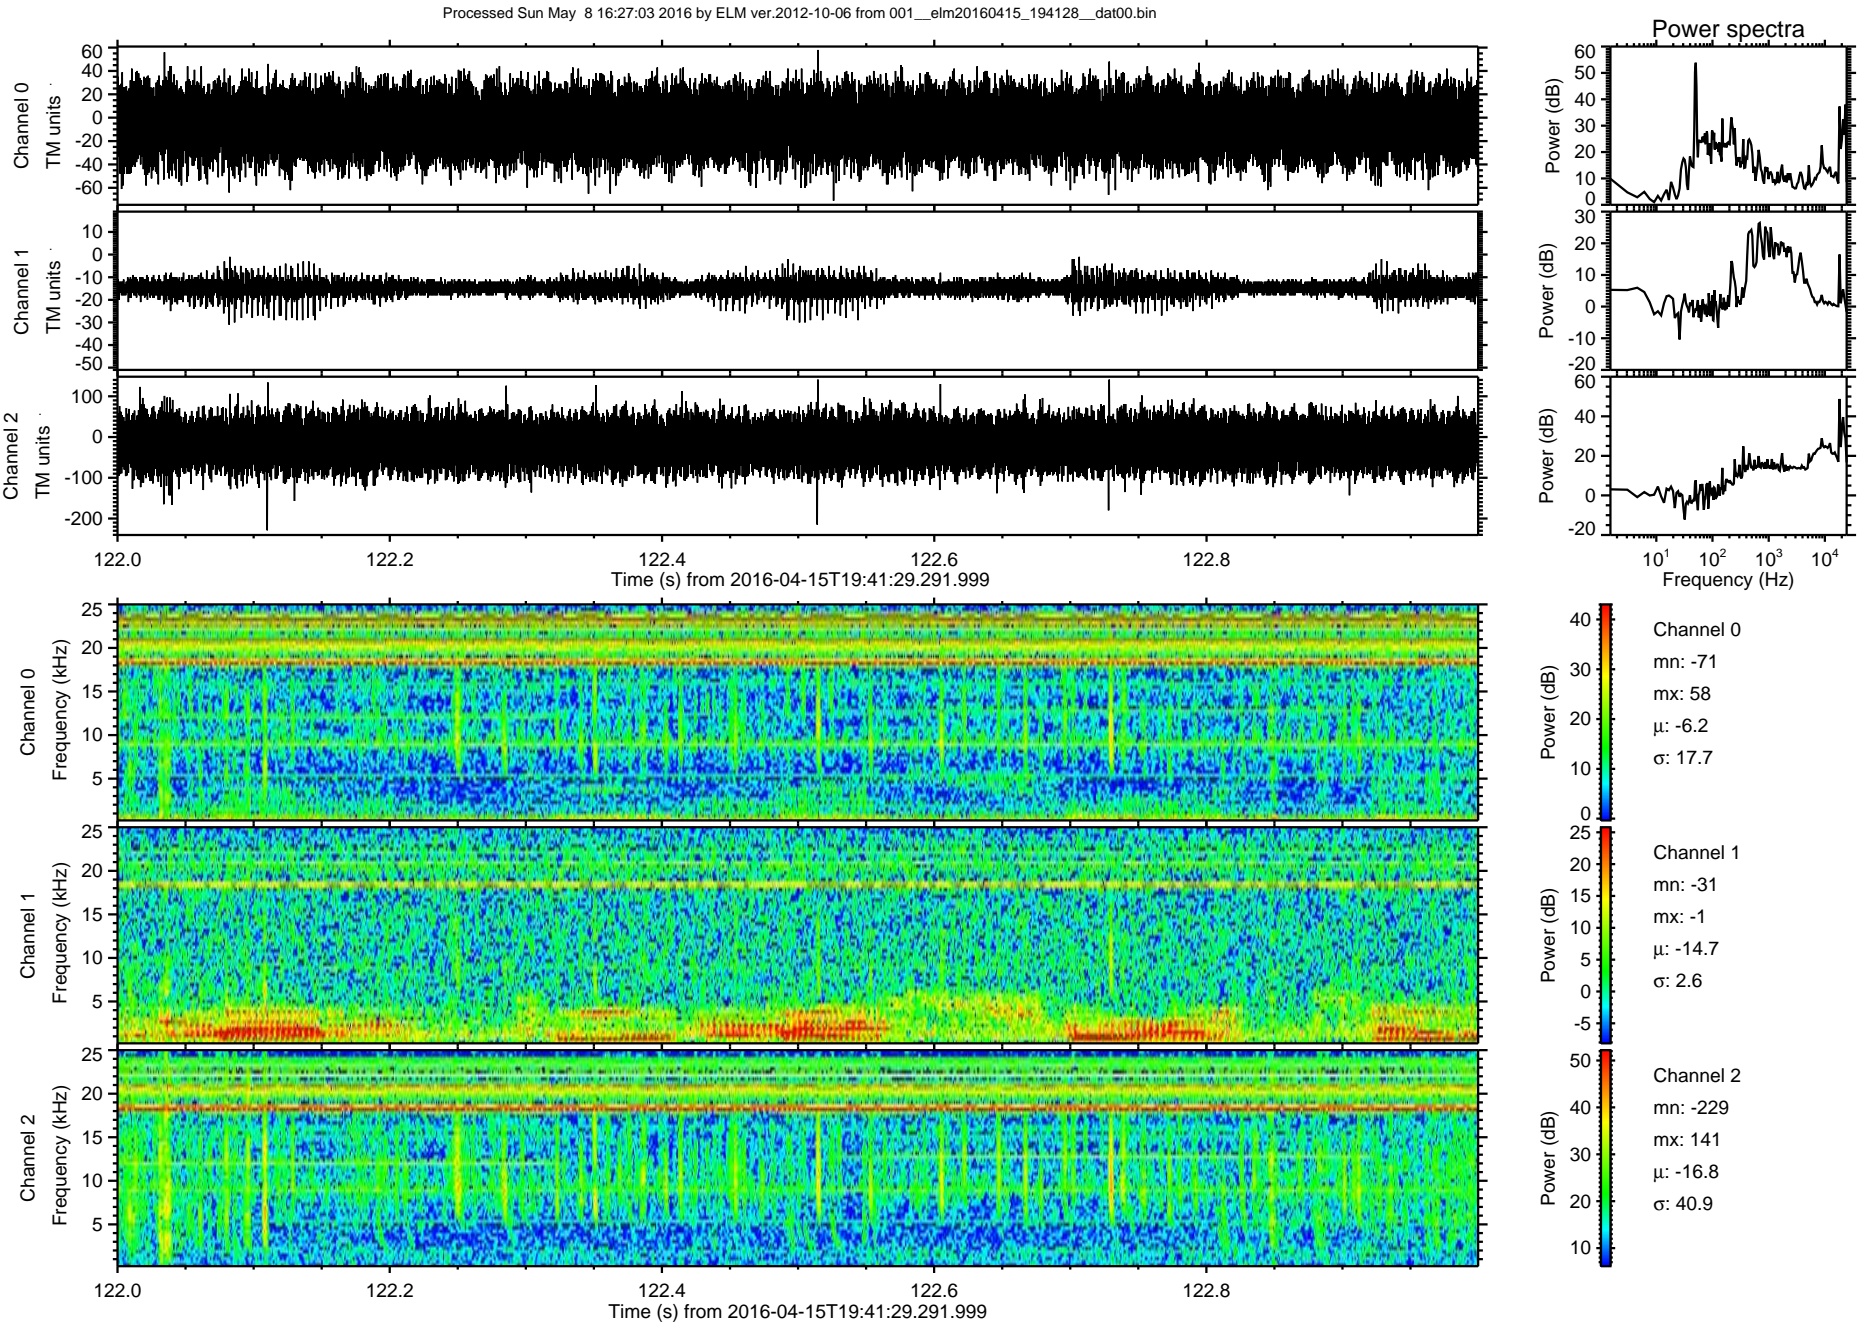 Processed Sun May  8 16:27:03 2016 by ELM ver.2012-10-06 from 001__elm20160415_194128__dat00.bin
Power spectra
Channel 0
TM units
60
40
20
0
-20
-40
-60
Power (dB)
60
50
40
30
20
10
0
Channel 1
TM units
10
0
-10
-20
-30
-40
-50
Power (dB)
30
20
10
0
-10
-20
Channel 2
TM units
100
0
-100
-200
Power (dB)
60
40
20
0
-20
122.0 122.2 122.4 122.6 122.8
Time (s) from 2016-04-15T19:41:29.291.999
10^1 10^2 10^3 10^4
Frequency (Hz)
Channel 0
Frequency (kHz)
25
20
15
10
5
Power (dB)
40
30
20
10
0
Channel 0
mn: -71
mx: 58
μ: -6.2
σ: 17.7
Channel 1
Frequency (kHz)
25
20
15
10
5
Power (dB)
25
20
15
10
5
0
-5
Channel 1
mn: -31
mx: -1
μ: -14.7
σ: 2.6
Channel 2
Frequency (kHz)
25
20
15
10
5
Power (dB)
50
40
30
20
10
Channel 2
mn: -229
mx: 141
μ: -16.8
σ: 40.9
122.0 122.2 122.4 122.6 122.8
Time (s) from 2016-04-15T19:41:29.291.999